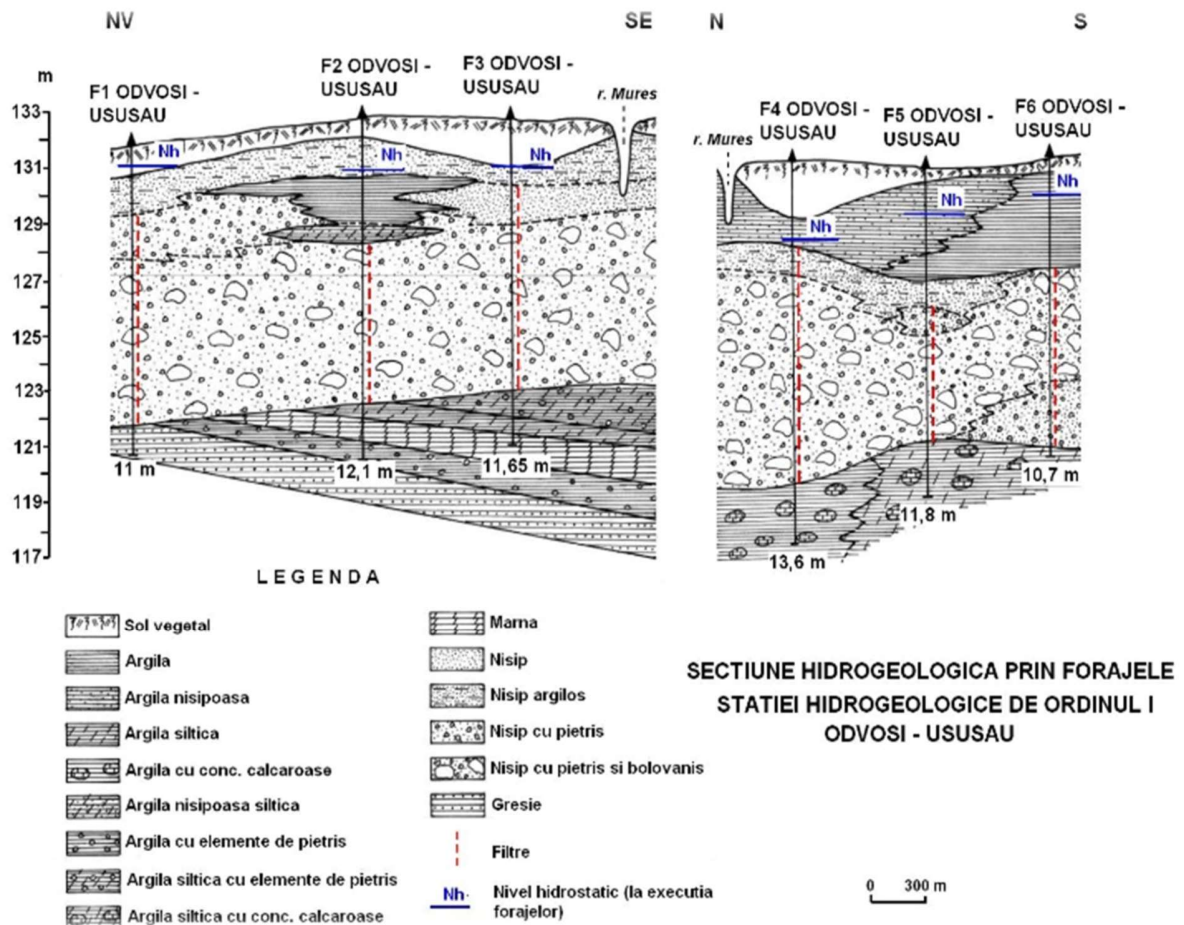 NV
SE
N
S
F1 ODVOSI -
USUSAU
F2 ODVOSI -
USUSAU
F3 ODVOSI -
USUSAU
r. Mures
r. Mures
F4 ODVOSI -
USUSAU
F5 ODVOSI -
USUSAU
F6 ODVOSI -
USUSAU
m
133
131
129
127
125
123
121
119
117
Nh
Nh
Nh
Nh
Nh
Nh
11 m
12,1 m
11,65 m
13,6 m
11,8 m
10,7 m
LEGENDA
Sol vegetal
Argila
Argila nisipoasa
Argila siltica
Argila cu conc. calcaroase
Argila nisipoasa siltica
Argila cu elemente de pietris
Argila siltica cu elemente de pietris
Argila siltica cu conc. calcaroase
Marna
Nisip
Nisip argilos
Nisip cu pietris
Nisip cu pietris si bolovanis
Gresie
Filtre
Nh
Nivel hidrostatic (la executia
forajelor)
SECTIUNE HIDROGEOLOGICA PRIN FORAJELE
STATIEI HIDROGEOLOGICE DE ORDINUL I
ODVOSI - USUSAU
0 300 m